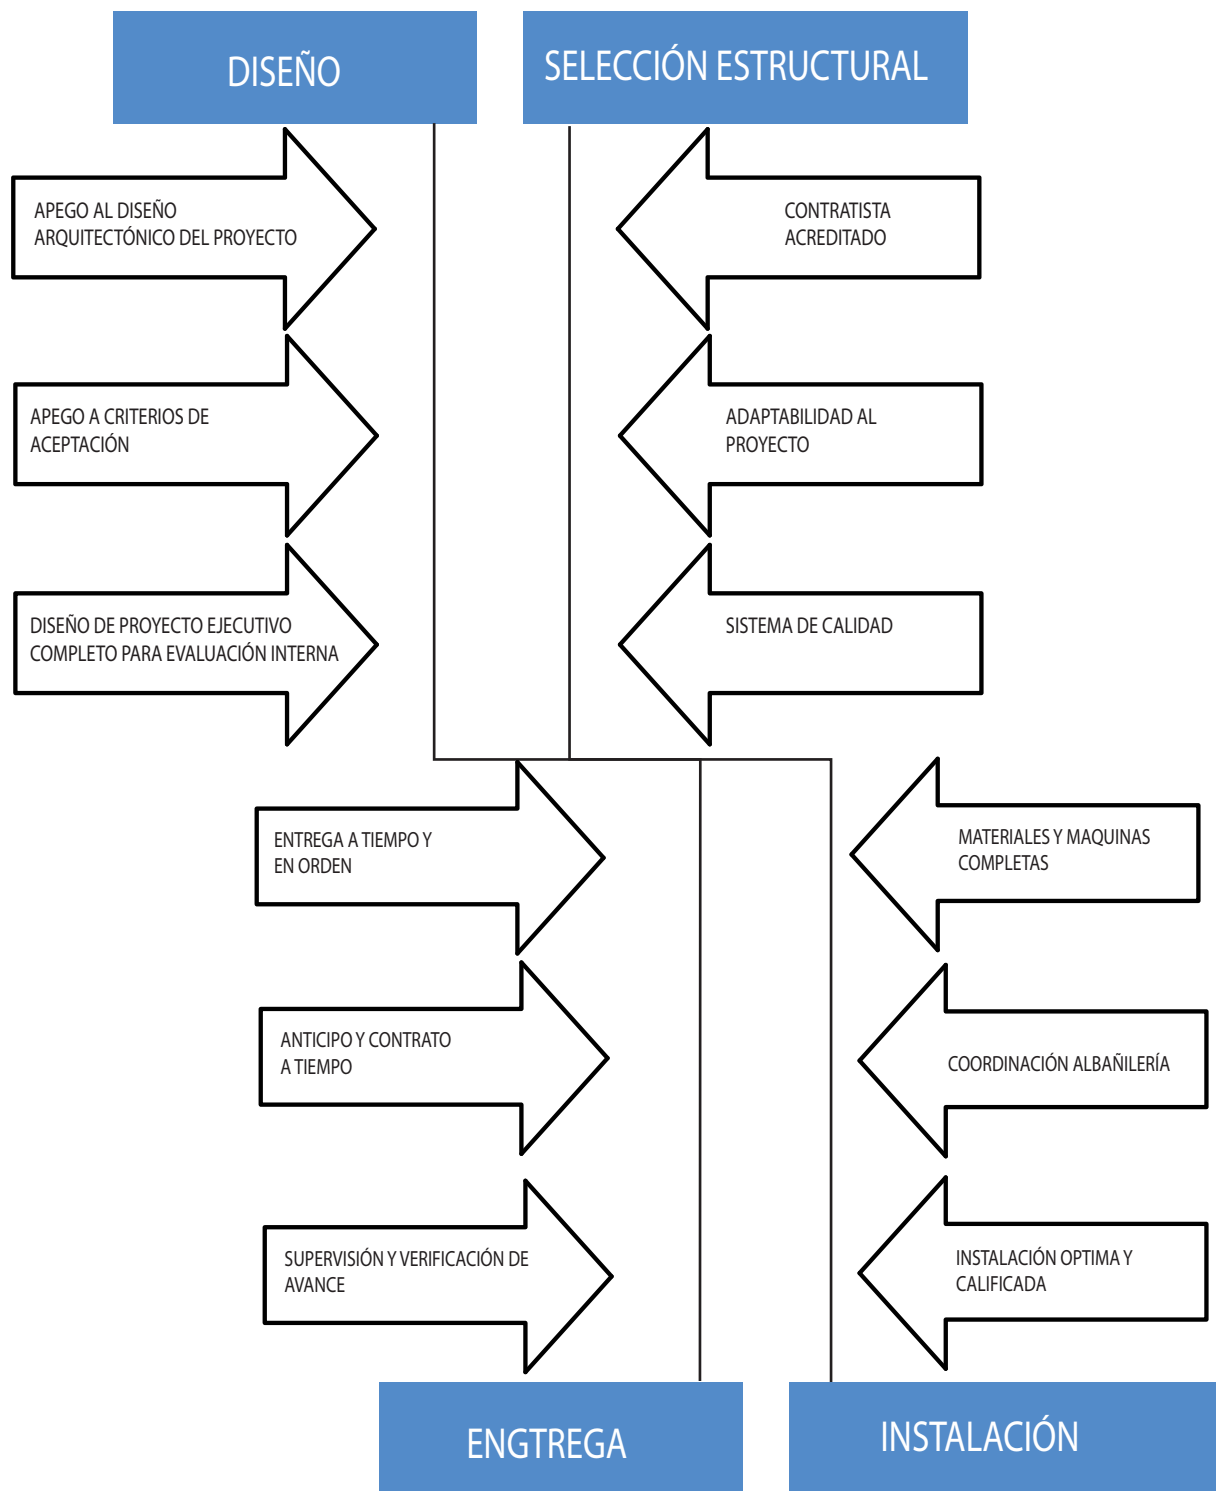 DISEÑO
SELECCIÓN ESTRUCTURAL
APEGO AL DISEÑO
ARQUITECTÓNICO DEL PROYECTO
CONTRATISTA
ACREDITADO
APEGO A CRITERIOS DE
ACEPTACIÓN
ADAPTABILIDAD AL
PROYECTO
DISEÑO DE PROYECTO EJECUTIVO
COMPLETO PARA EVALUACIÓN INTERNA
SISTEMA DE CALIDAD
ENTREGA A TIEMPO Y
EN ORDEN
MATERIALES Y MAQUINAS
COMPLETAS
ANTICIPO Y CONTRATO
A TIEMPO
COORDINACIÓN ALBAÑILERÍA
SUPERVISIÓN Y VERIFICACIÓN DE
AVANCE
INSTALACIÓN OPTIMA Y
CALIFICADA
ENGTREGA
INSTALACIÓN